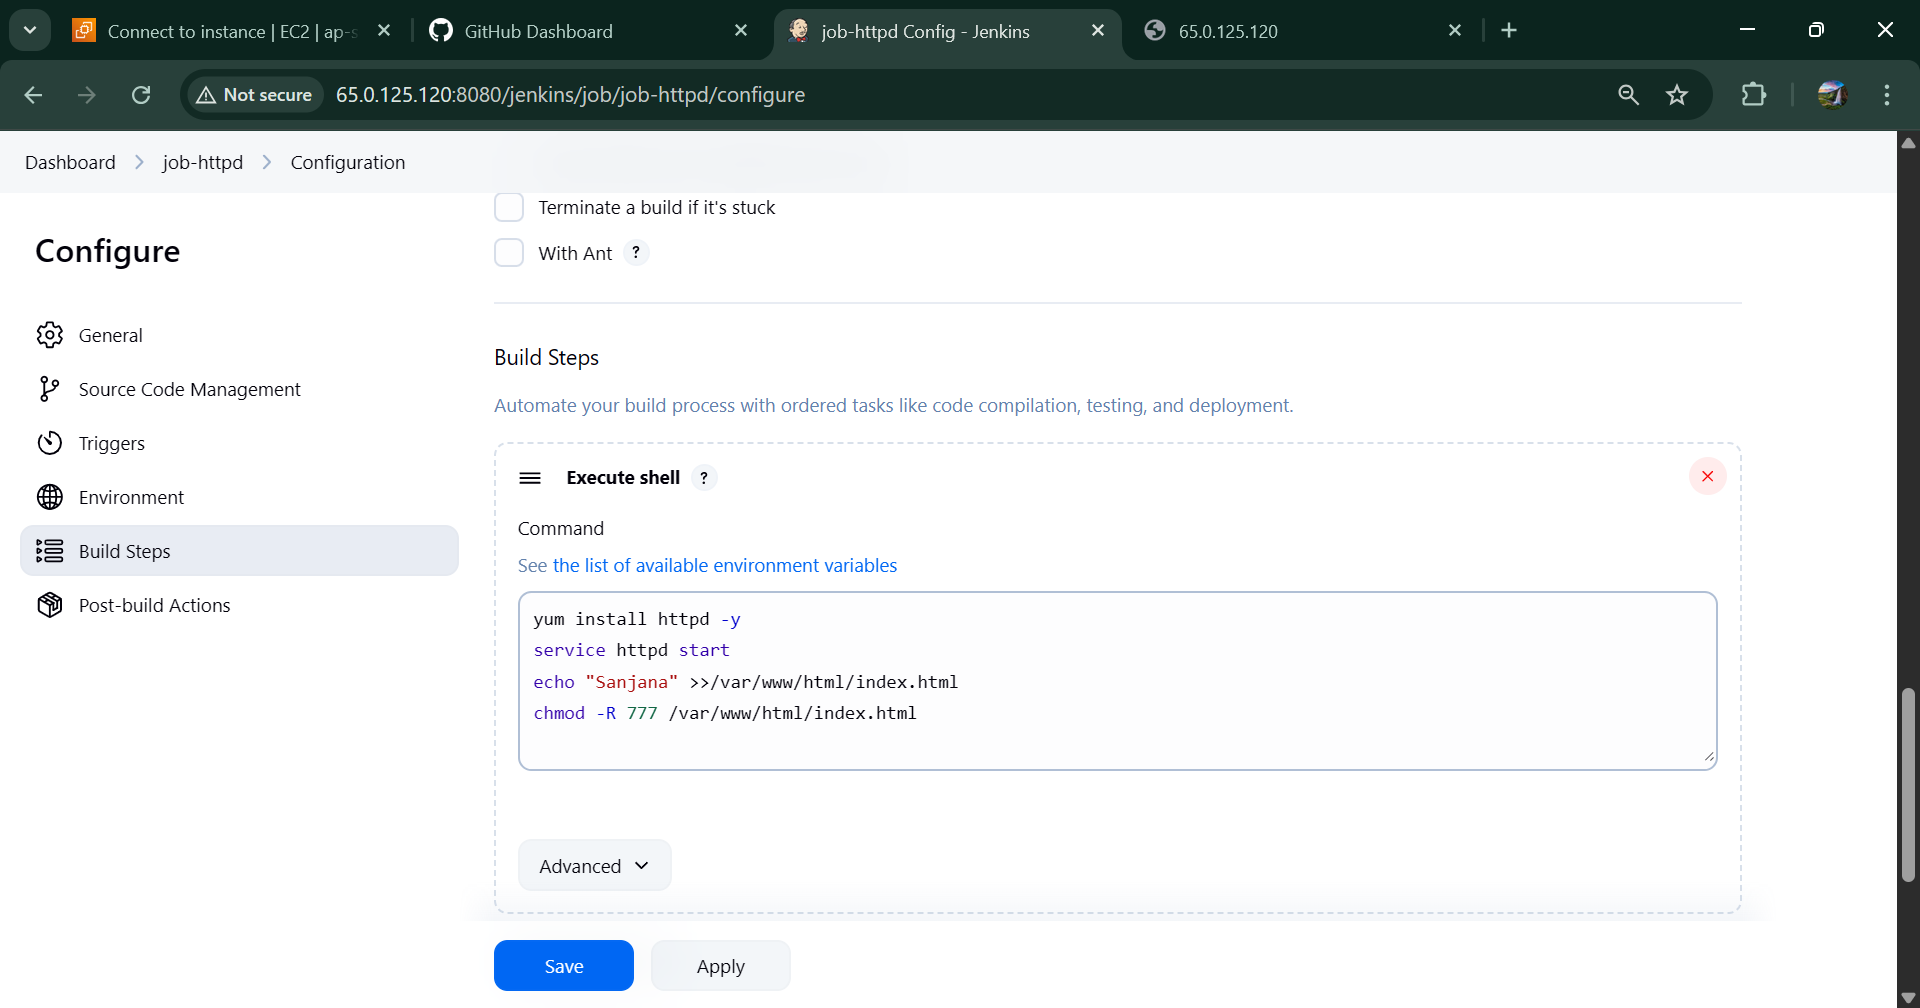 Connect to instance | EC2 | ap-s
GitHub Dashboard
job-httpd Config - Jenkins
65.0.125.120
Not secure
65.0.125.120:8080/jenkins/job/job-httpd/configure
Dashboard > job-httpd > Configuration
Configure
General
Source Code Management
Triggers
Environment
Build Steps
Post-build Actions
Terminate a build if it's stuck
With Ant ?
Build Steps
Automate your build process with ordered tasks like code compilation, testing, and deployment.
Execute shell ?
Command
See the list of available environment variables
yum install httpd -y
service httpd start
echo "Sanjana" >>/var/www/html/index.html
chmod -R 777 /var/www/html/index.html
Advanced
Save
Apply